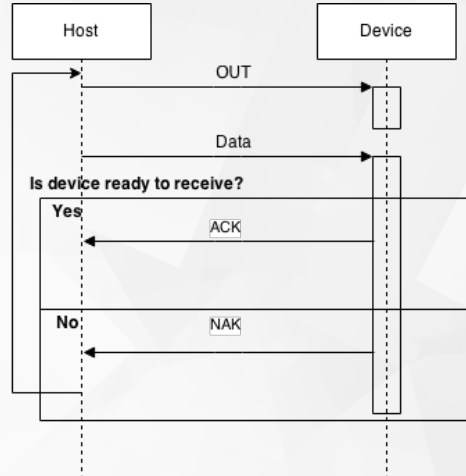 Host
Device
OUT
Data
Is device ready to receive?
Yes
ACK
No
NAK